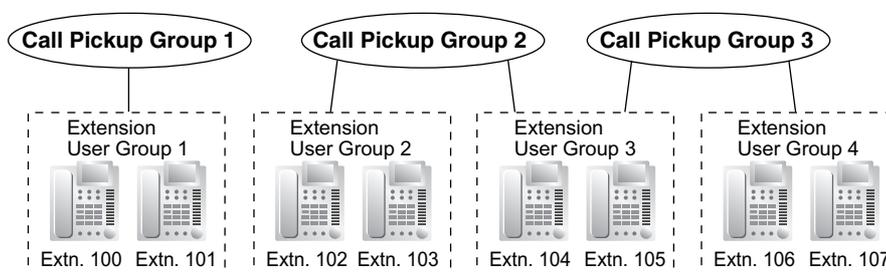 Call Pickup Group 1
Call Pickup Group 2
Call Pickup Group 3
Extension
User Group 1
Extension
User Group 2
Extension
User Group 3
Extension
User Group 4
Extn. 100
Extn. 101
Extn. 102
Extn. 103
Extn. 104
Extn. 105
Extn. 106
Extn. 107